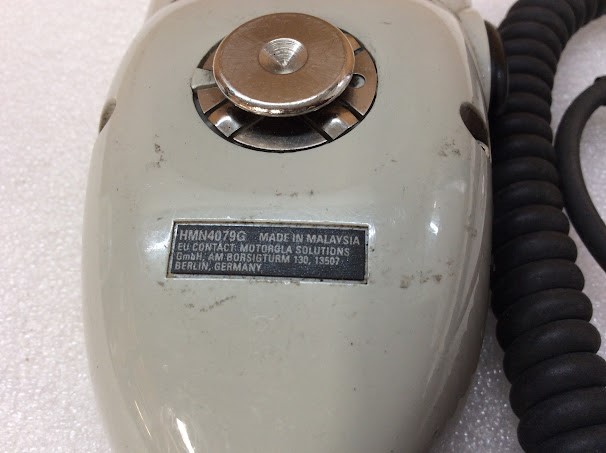 HMN4079G MADE IN MALAYSIA
EU CONTACT: MOTOROLA SOLUTIONS
GmbH, AM BORSIGTURM 130, 13507
BERLIN, GERMANY